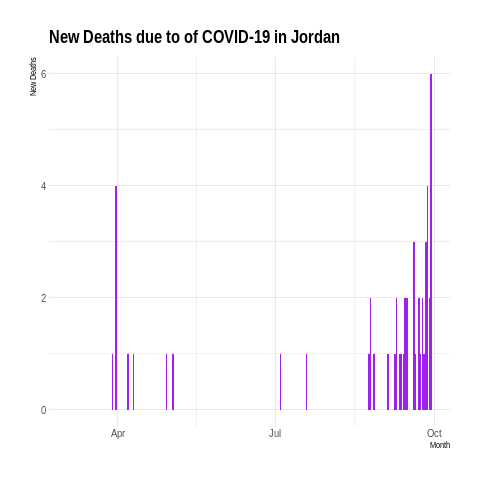 New Deaths due to of COVID-19 in Jordan
New Deaths
6
4
2
0
Apr
Jul
Oct
Month